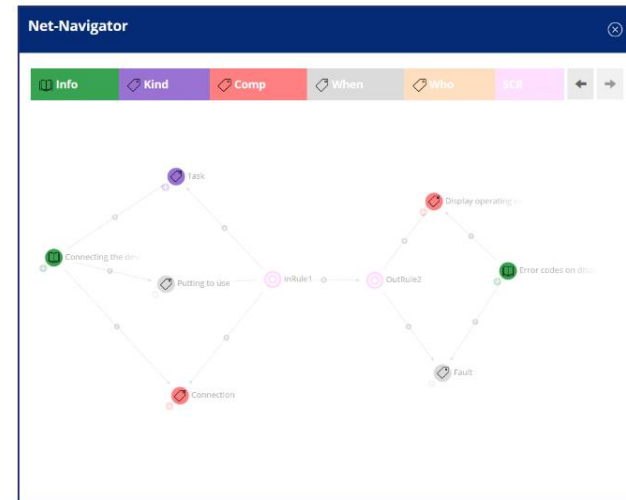 Net-Navigator
Info Kind Comp When Who SCR
Task
Display operating
Connecting the dev
Error codes on disp
Putting to use
InRule1
OutRule2
Fault
Connection